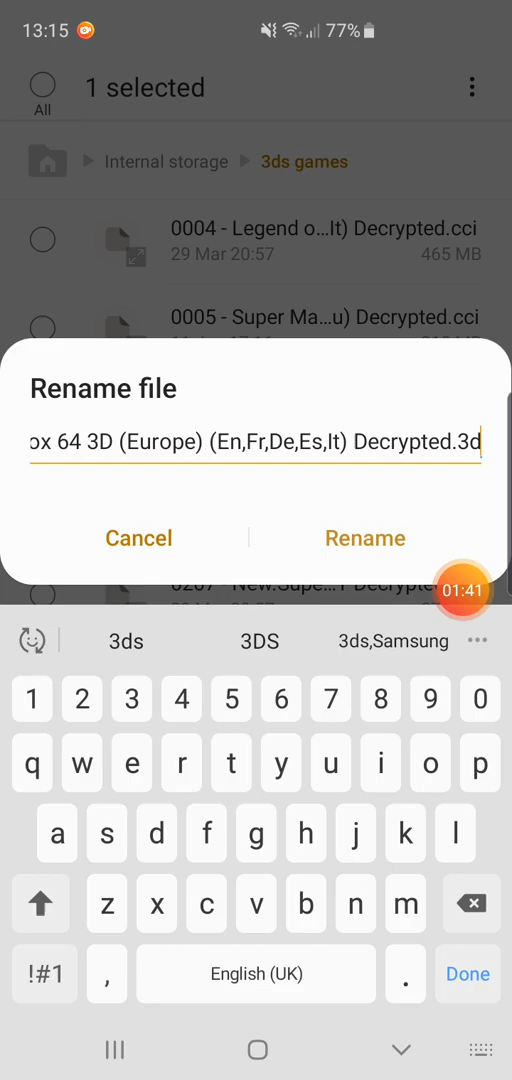 13:15 77%
All
1 selected
Internal storage 3ds games
0004 - Legend o...lt) Decrypted.cci
29 Mar 20:57 465 MB
0005 - Super Ma...u) Decrypted.cci
Rename file
ox 64 3D (Europe) (En,Fr,De,Es,It) Decrypted.3d
Cancel Rename
01:41
3ds 3DS 3ds,Samsung
1 2 3 4 5 6 7 8 9 0
q w e r t y u i o p
a s d f g h j k l
z x c v b n m
!#1 , English (UK) . Done